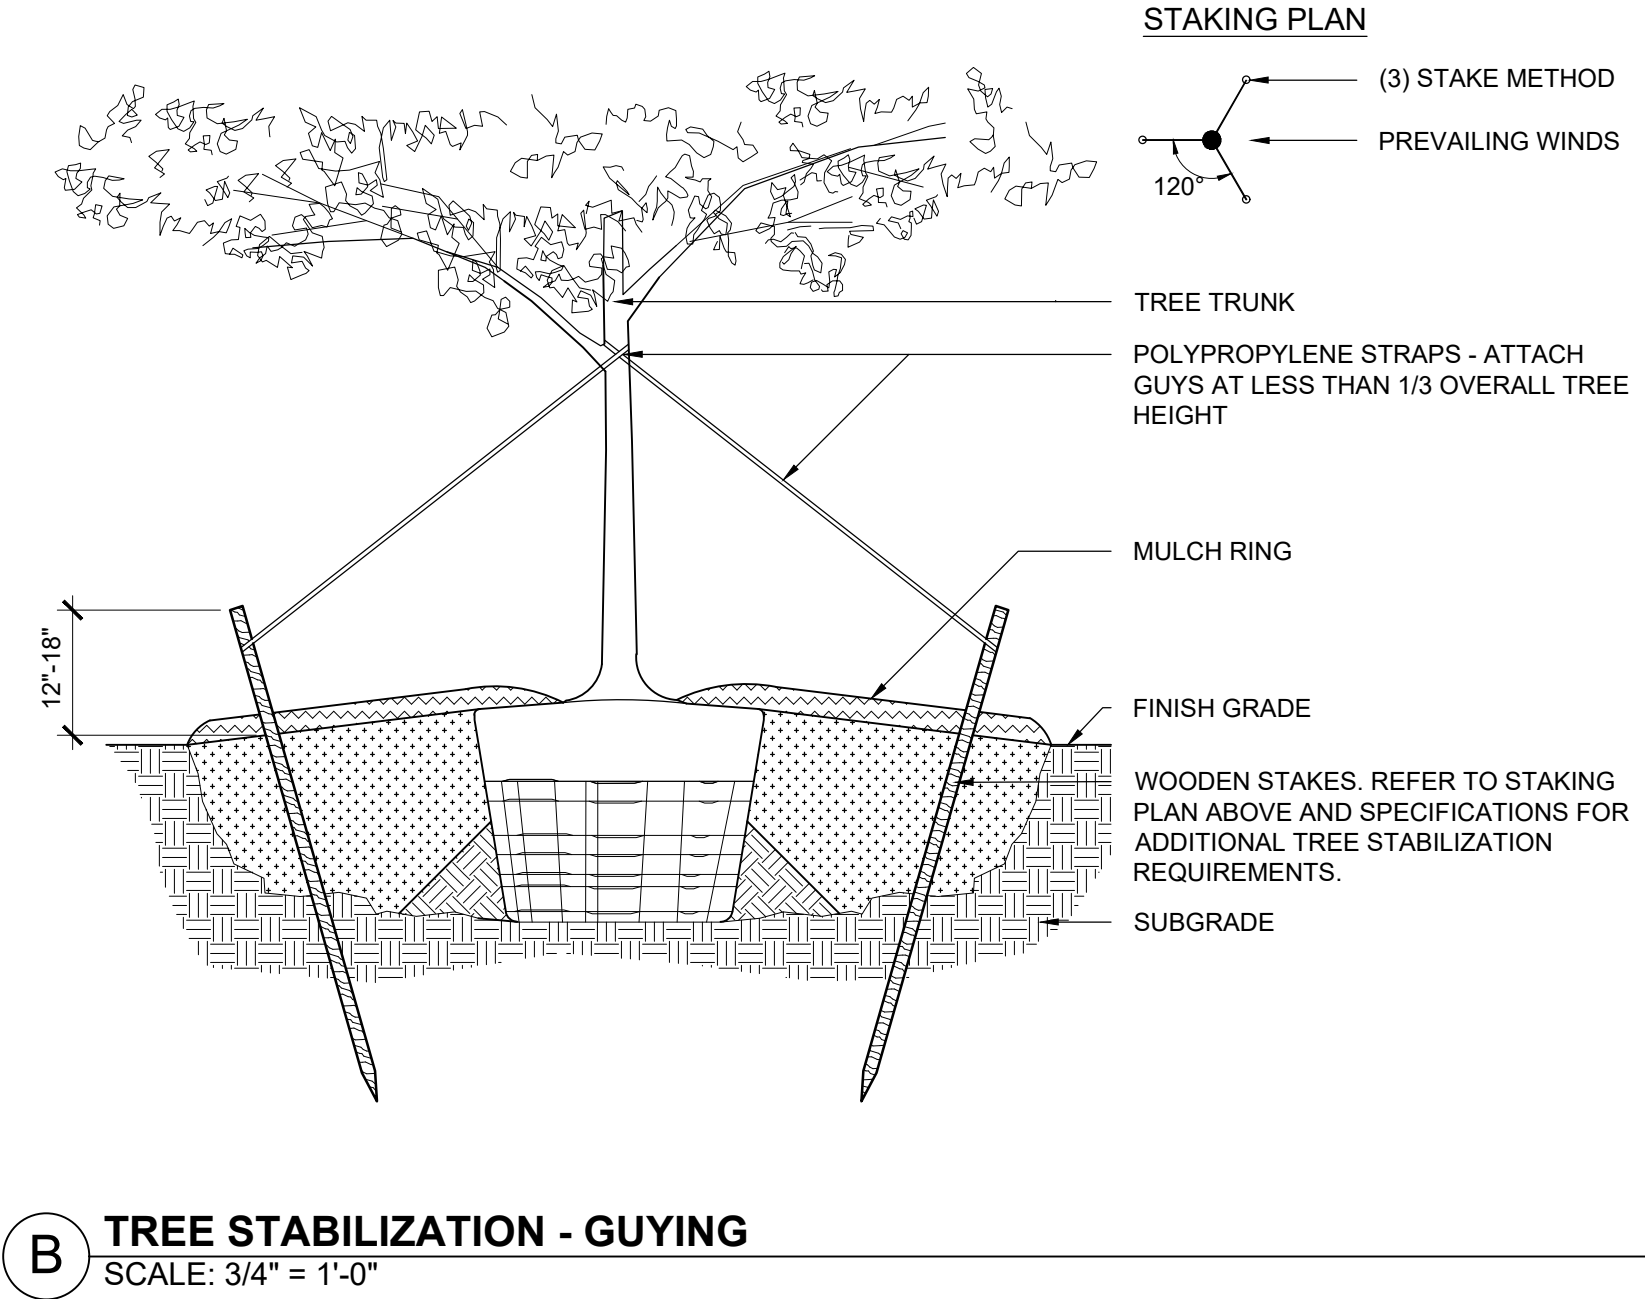 STAKING PLAN
(3) STAKE METHOD
PREVAILING WINDS
120°
TREE TRUNK
POLYPROPYLENE STRAPS - ATTACH
GUYS AT LESS THAN 1/3 OVERALL TREE
HEIGHT
MULCH RING
12"-18"
FINISH GRADE
WOODEN STAKES. REFER TO STAKING
PLAN ABOVE AND SPECIFICATIONS FOR
ADDITIONAL TREE STABILIZATION
REQUIREMENTS.
SUBGRADE
B
TREE STABILIZATION - GUYING
SCALE: 3/4" = 1'-0"